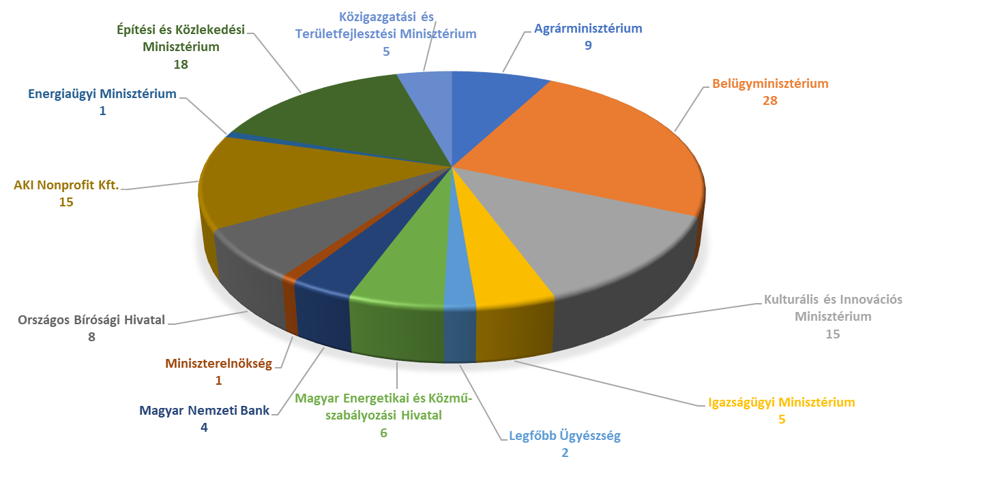 Közigazgatási és
Területfejlesztési Minisztérium
5
Agrárminisztérium
9
Belügyminisztérium
28
Kulturális és Innovációs
Minisztérium
15
Igazságügyi Minisztérium
5
Legfőbb Ügyészség
2
Magyar Energetikai és Közmű-
szabályozási Hivatal
6
Magyar Nemzeti Bank
4
Miniszterelnökség
1
Országos Bírósági Hivatal
8
AKI Nonprofit Kft.
15
Energiaügyi Minisztérium
1
Építési és Közlekedési
Minisztérium
18